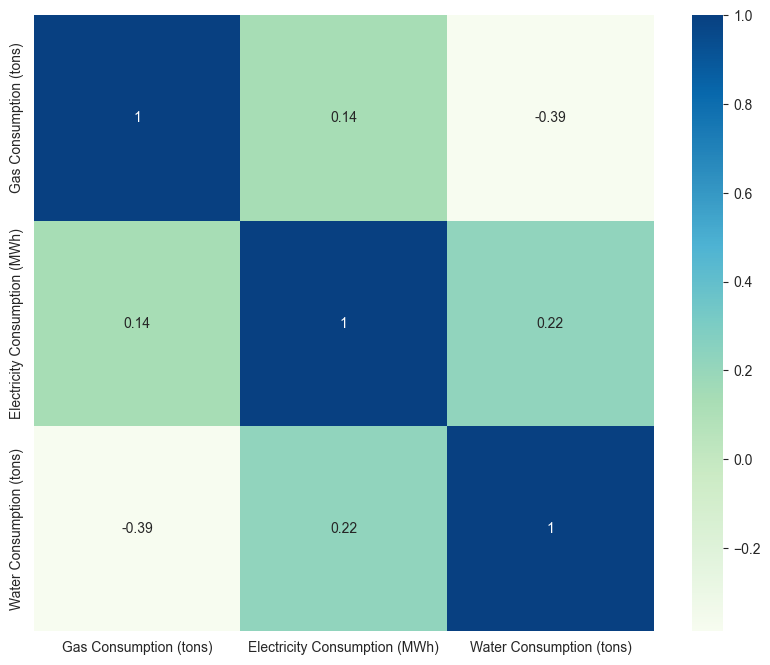 Gas Consumption (tons)
Electricity Consumption (MWh)
Water Consumption (tons)
1
0.14
-0.39
0.14
1
0.22
-0.39
0.22
1
Gas Consumption (tons)
Electricity Consumption (MWh)
Water Consumption (tons)
1.0
0.8
0.6
0.4
0.2
0.0
−0.2